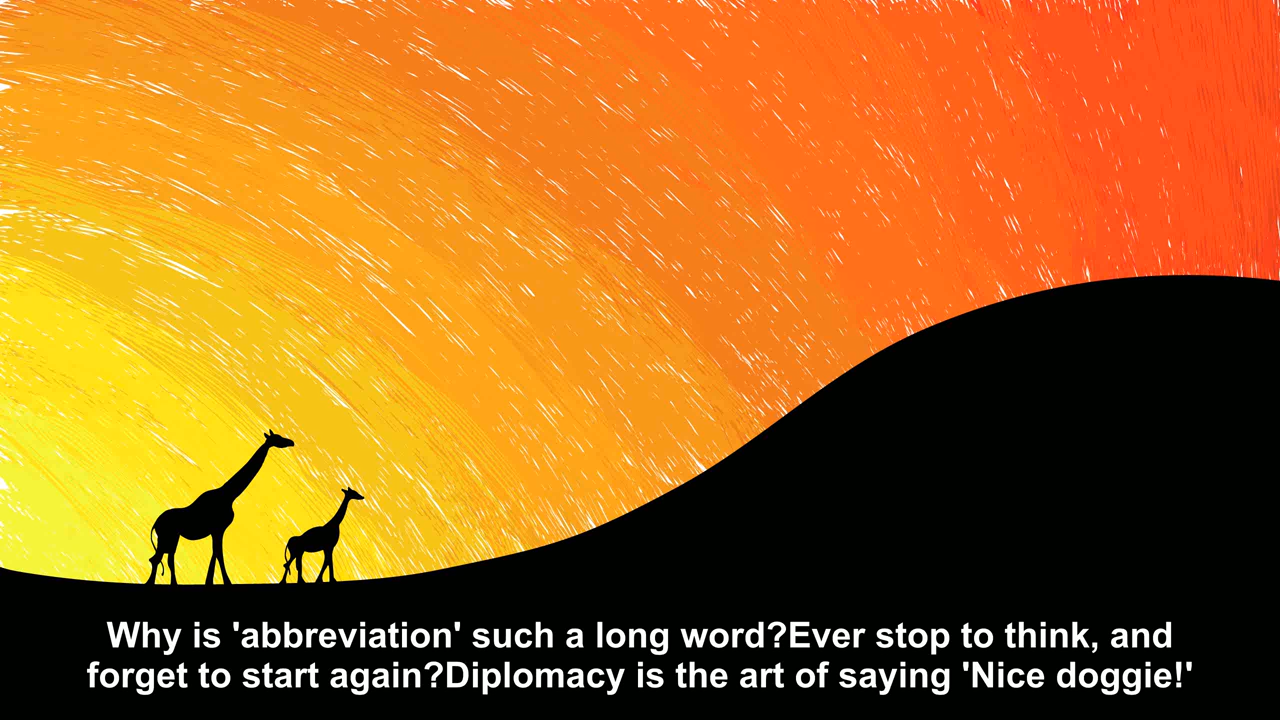 Why is 'abbreviation' such a long word?Ever stop to think, and
forget to start again?Diplomacy is the art of saying 'Nice doggie!'